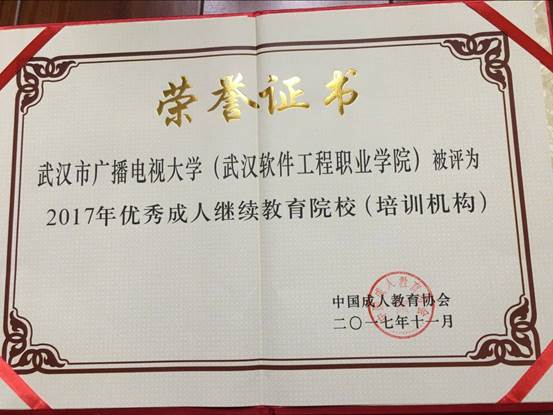 荣誉证书
武汉市广播电视大学（武汉软件工程职业学院）被评为
2017年优秀成人继续教育院校（培训机构）
中国成人教育协会
二〇一七年十一月